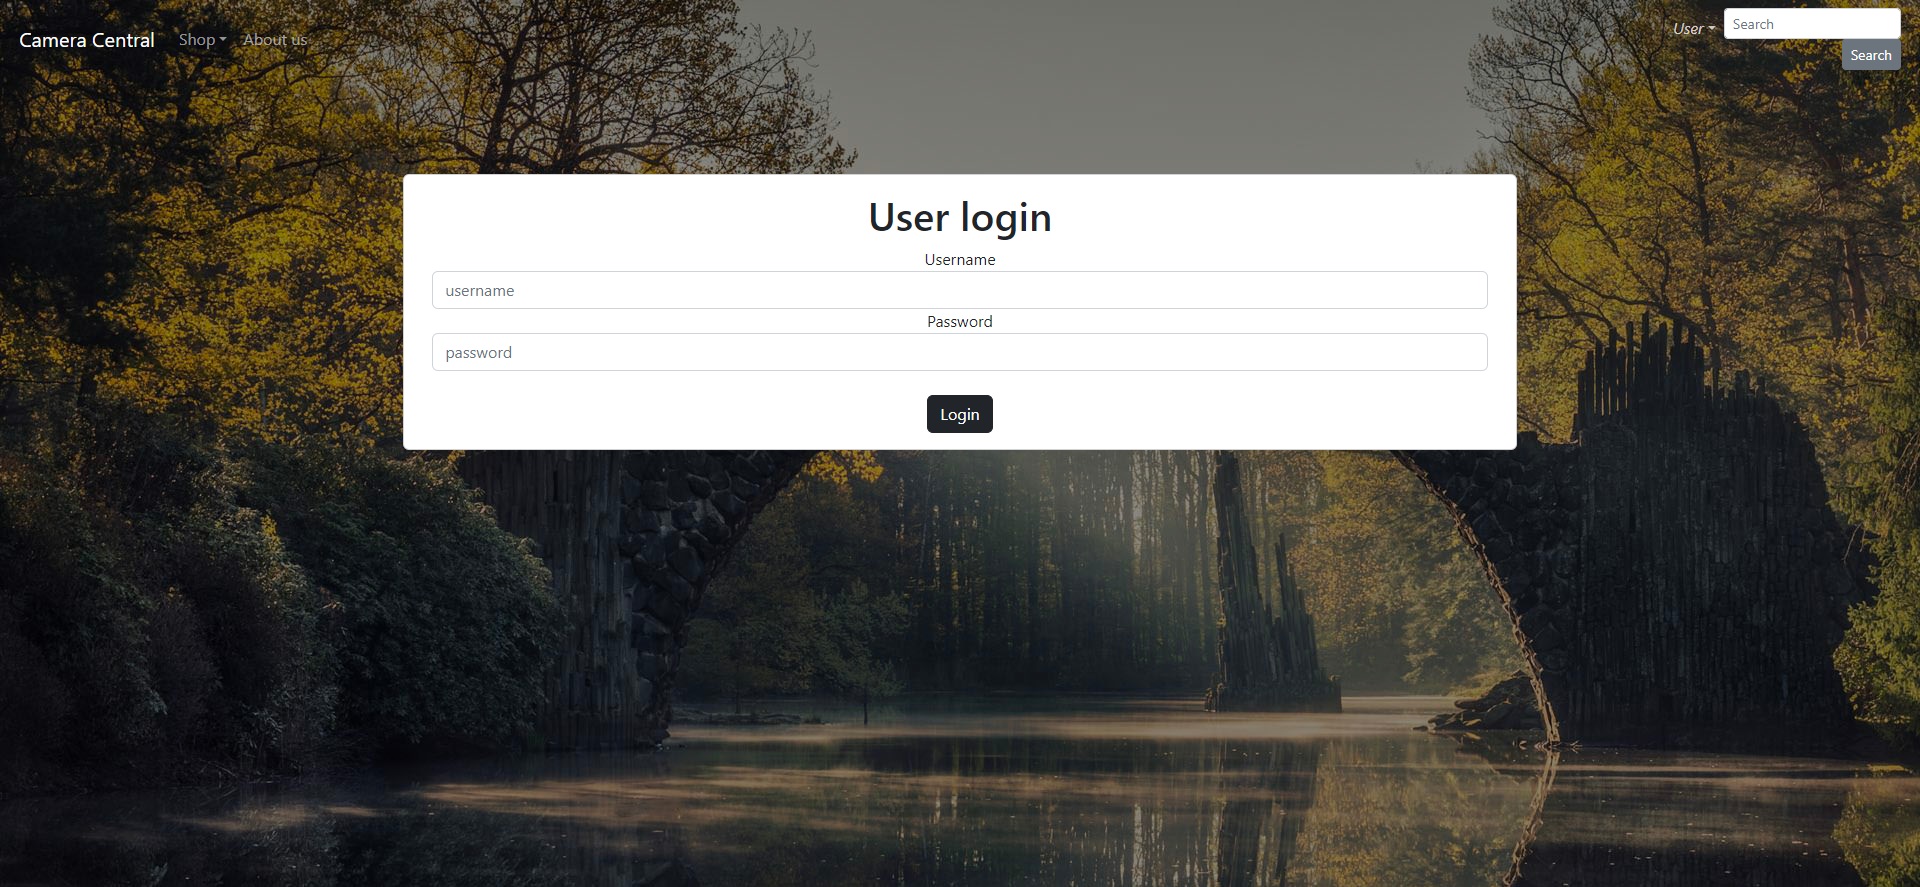 Camera Central Shop About us User Search
Search
User login
Username
username
Password
password
Login